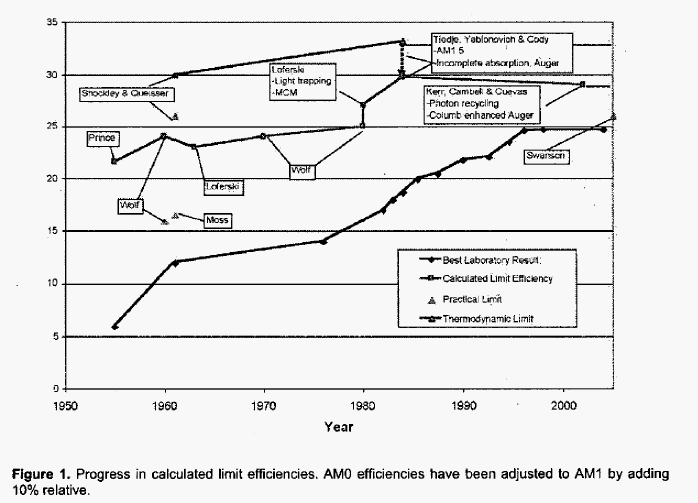 35
30
25
20
15
10
5
0
1950
1960
1970
1980
1990
2000
Year
Shockley & Queisser
Prince
Wolf
Loferski
Moss
Wolf
Loferski
-Light trapping
-MCM
Tiedje, Yablonovich & Cody
-AM1.5
-Incomplete absorption, Auger
Kerr, Cambell & Cuevas
-Photon recycling
-Columb enhanced Auger
Swanson
Best Laboratory Result
Calculated Limit Efficiency
Practical Limit
Thermodynamic Limit
Figure 1. Progress in calculated limit efficiencies. AM0 efficiencies have been adjusted to AM1 by adding
10% relative.